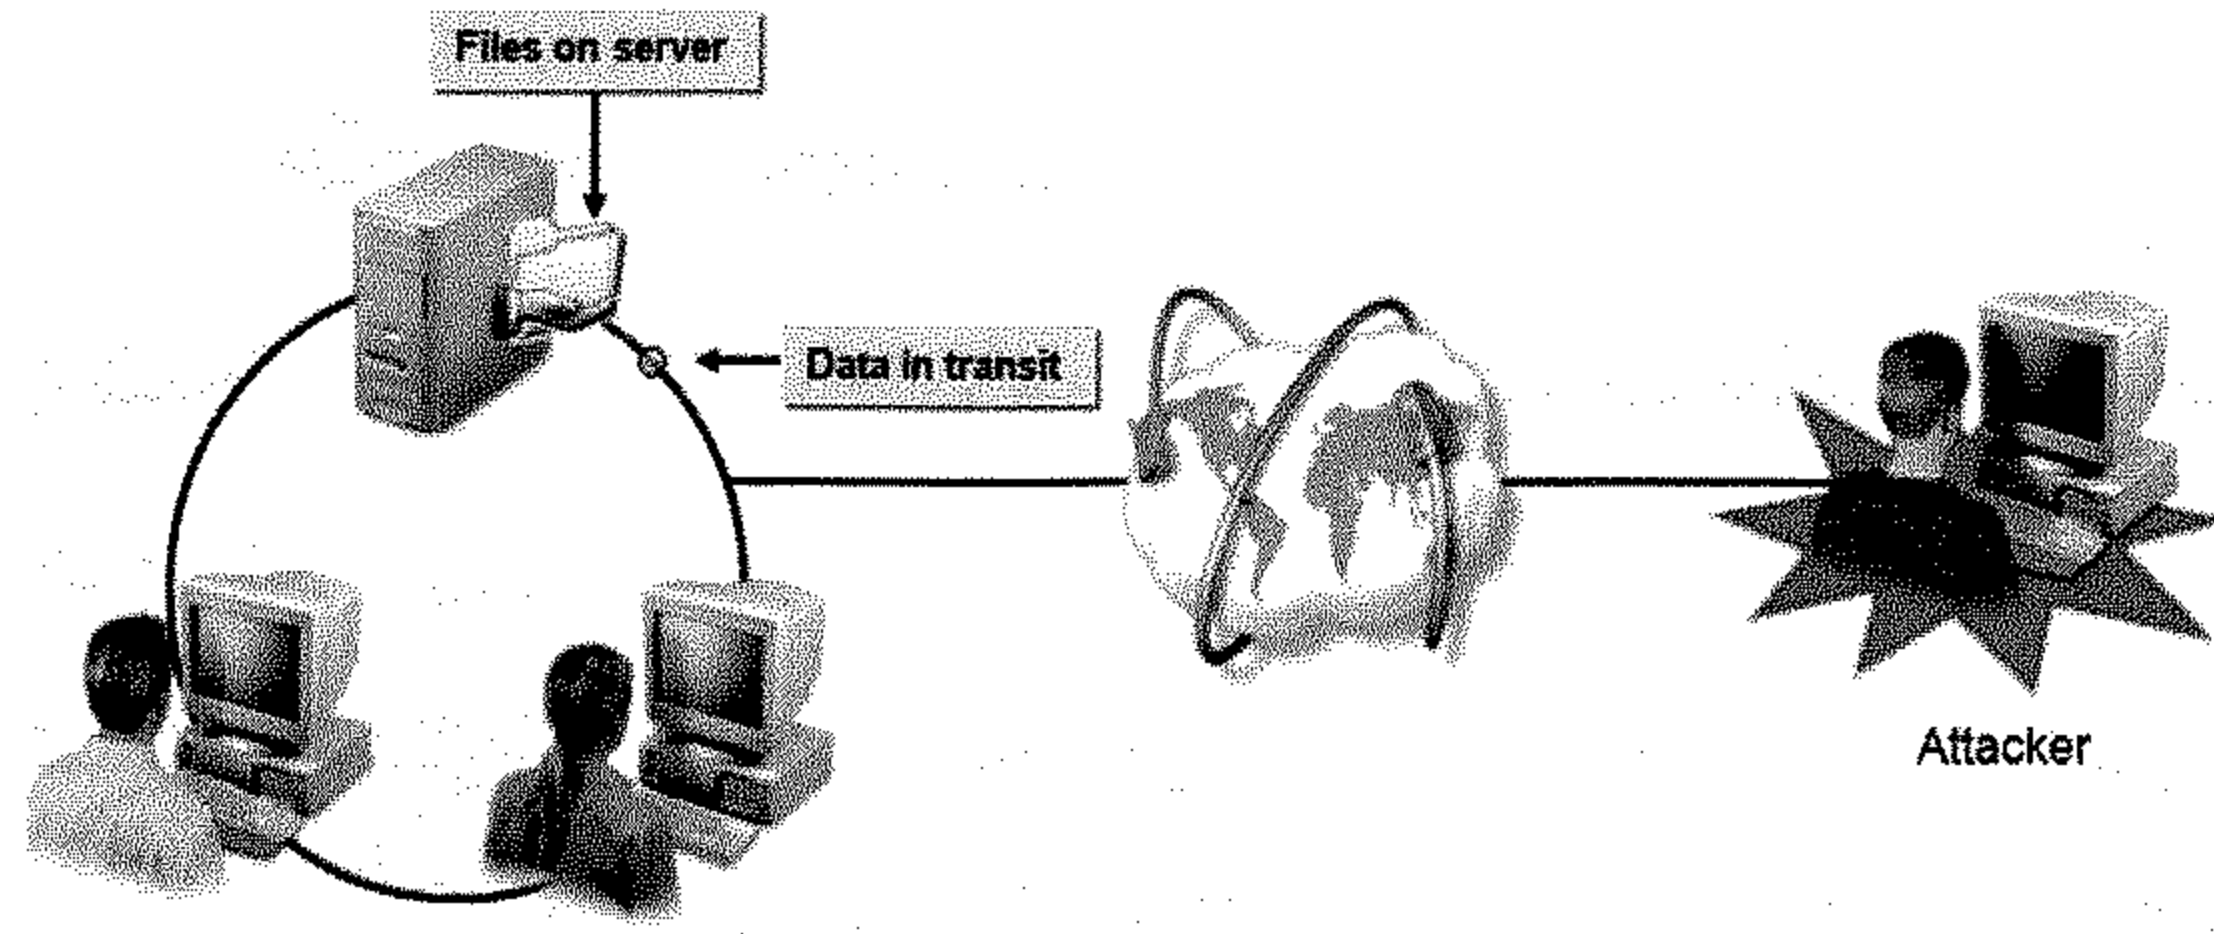 Files on server
Data in transit
Attacker